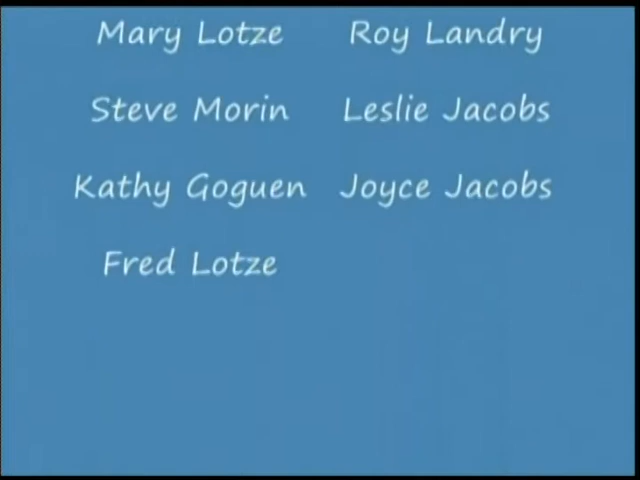 Mary Lotze Roy Landry
Steve Morin Leslie Jacobs
Kathy Goguen Joyce Jacobs
Fred Lotze